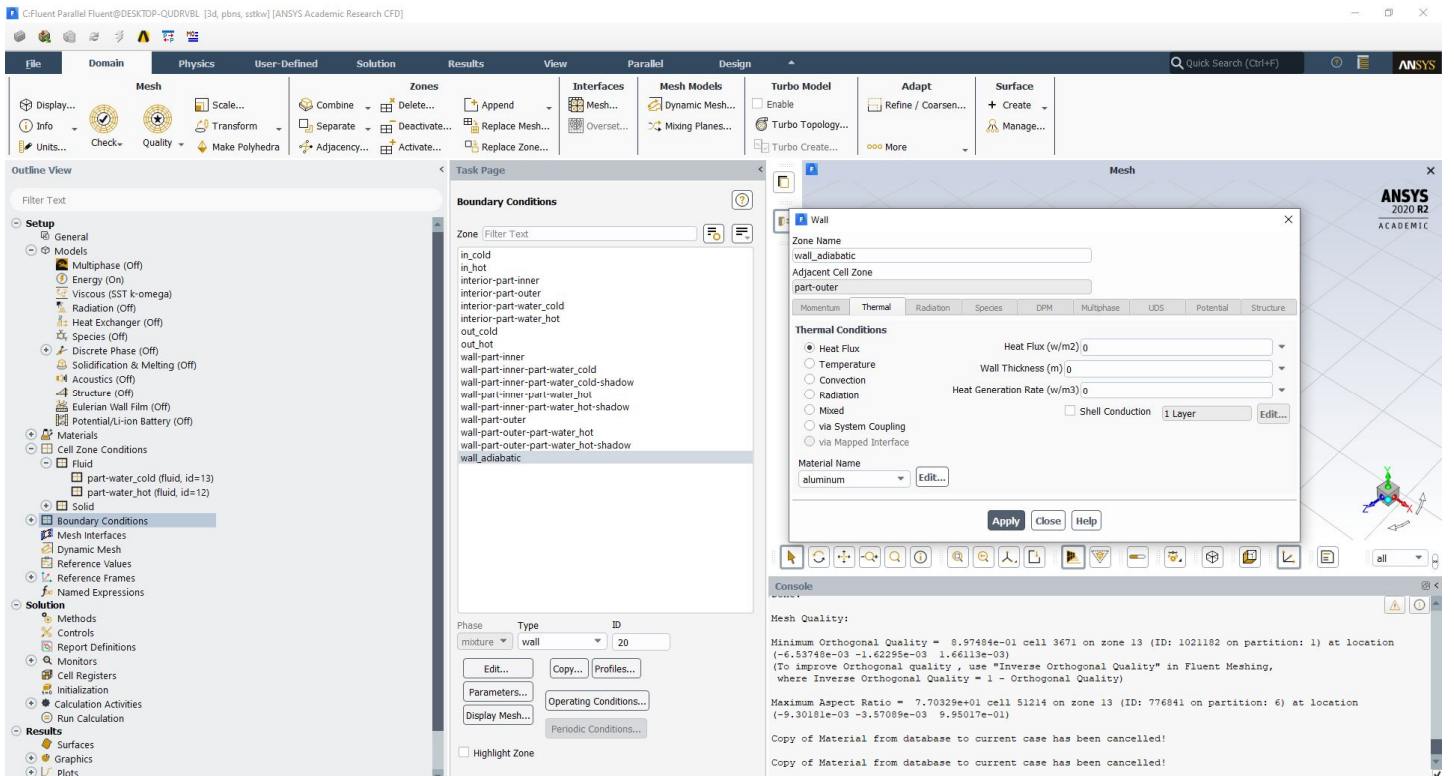 C:Fluent Parallel Fluent@DESKTOP-QUDRVBL [3d, pbns, sstkw] [ANSYS Academic Research CFD]
File Domain Physics User-Defined Solution Results View Parallel Design Quick Search (Ctrl+F) ANSYS
Mesh Zones Interfaces Mesh Models Turbo Model Adapt Surface
Display... Scale... Combine Delete... Append Mesh... Dynamic Mesh... Enable Refine / Coarsen... + Create
Info Transform Separate Deactivate... Replace Mesh... Overset... Mixing Planes... Turbo Topology... Manage...
Units... Check Quality Make Polyhedra Adjacency... Activate... Replace Zone... Turbo Create... More
Outline View
Filter Text
Setup
General
Models
Multiphase (Off)
Energy (On)
Viscous (SST k-omega)
Radiation (Off)
Heat Exchanger (Off)
Species (Off)
Discrete Phase (Off)
Solidification & Melting (Off)
Acoustics (Off)
Structure (Off)
Eulerian Wall Film (Off)
Potential/Li-ion Battery (Off)
Materials
Cell Zone Conditions
Fluid
part-water_cold (fluid, id=13)
part-water_hot (fluid, id=12)
Solid
Boundary Conditions
Mesh Interfaces
Dynamic Mesh
Reference Values
Reference Frames
Named Expressions
Solution
Methods
Controls
Report Definitions
Monitors
Cell Registers
Initialization
Calculation Activities
Run Calculation
Results
Surfaces
Graphics
Plots
Task Page
Boundary Conditions
Zone Filter Text
in_cold
in_hot
interior-part-inner
interior-part-outer
interior-part-water_cold
interior-part-water_hot
out_cold
out_hot
wall-part-inner
wall-part-inner-part-water_cold
wall-part-inner-part-water_cold-shadow
wall-part-inner-part-water_hot
wall-part-inner-part-water_hot-shadow
wall-part-outer
wall-part-outer-part-water_hot
wall-part-outer-part-water_hot-shadow
wall_adiabatic
Phase Type ID
mixture wall 20
Edit... Copy... Profiles...
Parameters... Operating Conditions...
Display Mesh... Periodic Conditions...
Highlight Zone
Mesh
ANSYS
2020 R2
ACADEMIC
Wall
Zone Name
wall_adiabatic
Adjacent Cell Zone
part-outer
Momentum Thermal Radiation Species DPM Multiphase UDS Potential Structure
Thermal Conditions
Heat Flux Heat Flux (w/m2) 0
Temperature Wall Thickness (m) 0
Convection Heat Generation Rate (w/m3) 0
Radiation
Mixed Shell Conduction 1 Layer Edit...
via System Coupling
via Mapped Interface
Material Name
aluminum Edit...
Apply Close Help
Z Y X
all
Console
Done.
Mesh Quality:
Minimum Orthogonal Quality = 8.97484e-01 cell 3671 on zone 13 (ID: 1021182 on partition: 1) at location
(-6.53748e-03 -1.62295e-03 1.66113e-03)
(To improve Orthogonal quality , use "Inverse Orthogonal Quality" in Fluent Meshing,
where Inverse Orthogonal Quality = 1 - Orthogonal Quality)
Maximum Aspect Ratio = 7.70329e+01 cell 51214 on zone 13 (ID: 776841 on partition: 6) at location
(-9.30181e-03 -3.57089e-03 9.95017e-01)
Copy of Material from database to current case has been cancelled!
Copy of Material from database to current case has been cancelled!